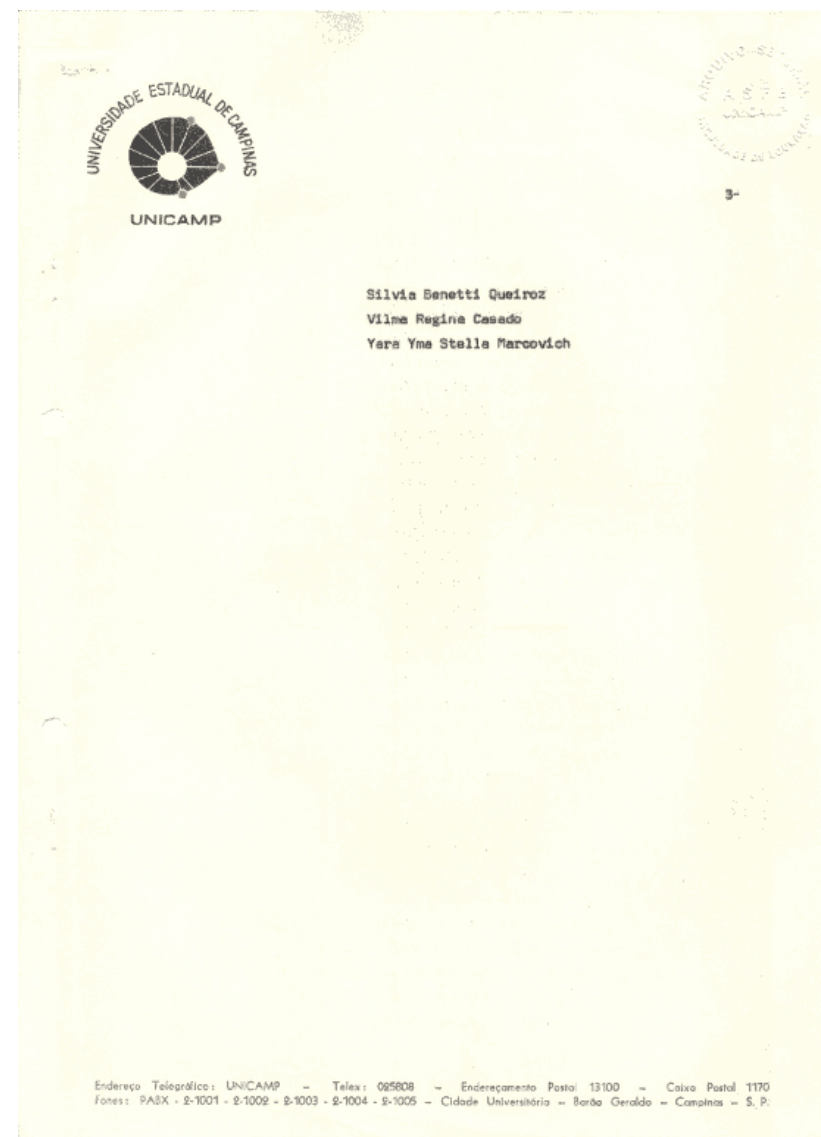 UNIVERSIDADE ESTADUAL DE CAMPINAS
UNICAMP
3-
Silvia Benetti Queiroz
Vilma Regina Casado
Yara Yma Stella Marcovich
Endereço Telegráfico: UNICAMP – Telex: 025808 – Endereçamento Postal 13100 – Caixa Postal 1170
Fones: PABX - 2-1001 - 2-1002 - 2-1003 - 2-1004 - 2-1005 – Cidade Universitária – Barão Geraldo – Campinas – S. P.